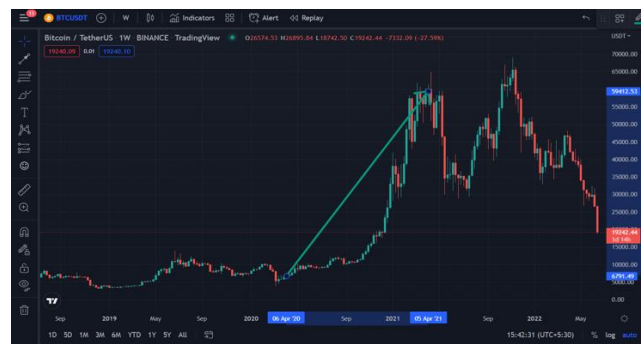 BTCUSDT W Indicators Alert Replay
Bitcoin / TetherUS 1W BINANCE TradingView O26574.53 H26895.84 L18742.50 C19242.44 -7332.09 (-27.59%)
USDT
19240.09 0.01 19240.10
70000.00
59412.53
55000.00
50000.00
45000.00
40000.00
35000.00
30000.00
25000.00
19242.44
3d 14h
15000.00
10000.00
6791.49
5000.00
0.00
Sep 2019 May Sep 2020 06 Apr '20 Sep 2021 05 Apr '21 Sep 2022 May
1D 5D 1M 3M 6M YTD 1Y 5Y All 15:42:31 (UTC+5:30) % log auto